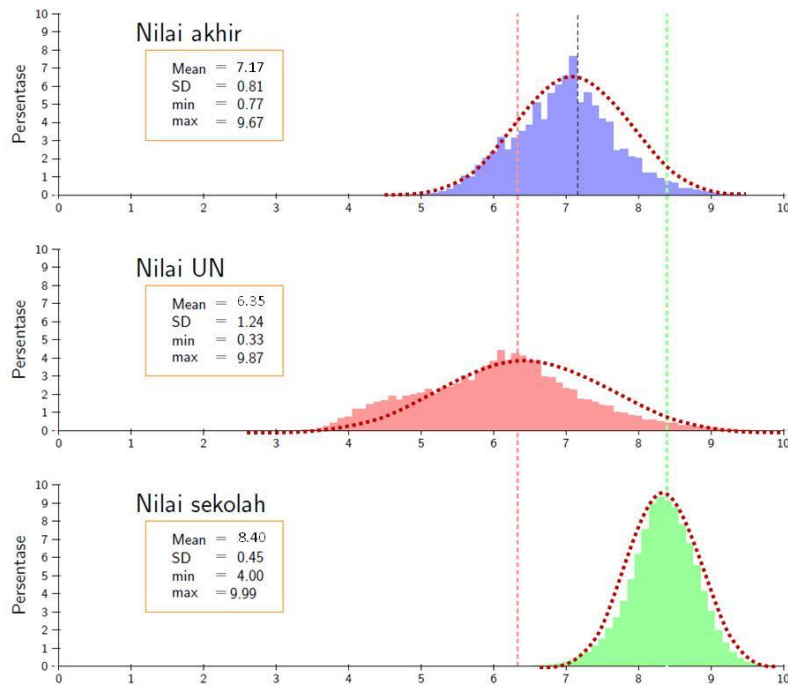 Nilai akhir
Mean = 7.17
SD = 0.81
min = 0.77
max = 9.67
Persentase
10
9
8
7
6
5
4
3
2
1
0
0 1 2 3 4 5 6 7 8 9 10
Nilai UN
Mean = 6.35
SD = 1.24
min = 0.33
max = 9.87
Persentase
10
9
8
7
6
5
4
3
2
1
0
0 1 2 3 4 5 6 7 8 9 10
Nilai sekolah
Mean = 8.40
SD = 0.45
min = 4.00
max = 9.99
Persentase
10
9
8
7
6
5
4
3
2
1
0
0 1 2 3 4 5 6 7 8 9 10